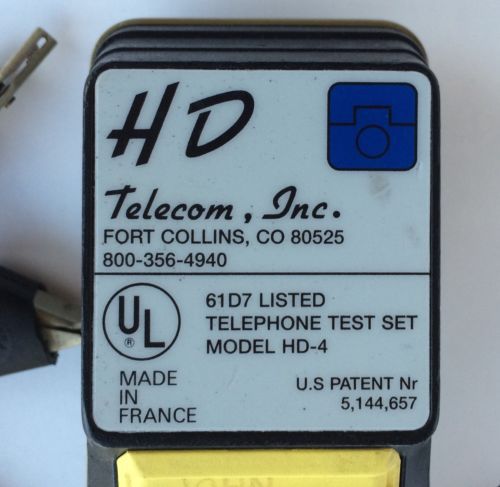 HD
Telecom, Inc.
FORT COLLINS, CO 80525
800-356-4940
UL
®
61D7 LISTED
TELEPHONE TEST SET
MODEL HD-4
MADE
IN
FRANCE
U.S PATENT Nr
5,144,657